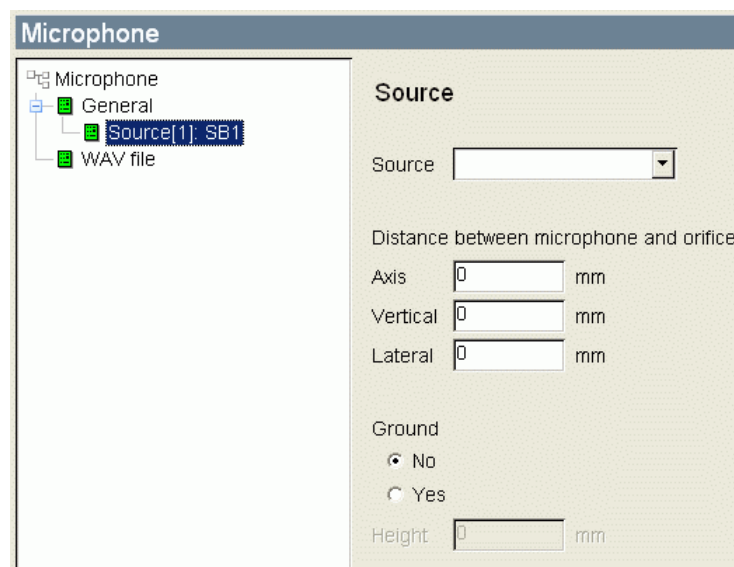 Microphone
Microphone
General
Source[1]: SB1
WAV file
Source
Source
Distance between microphone and orifice
Axis 0 mm
Vertical 0 mm
Lateral 0 mm
Ground
No
Yes
Height 0 mm